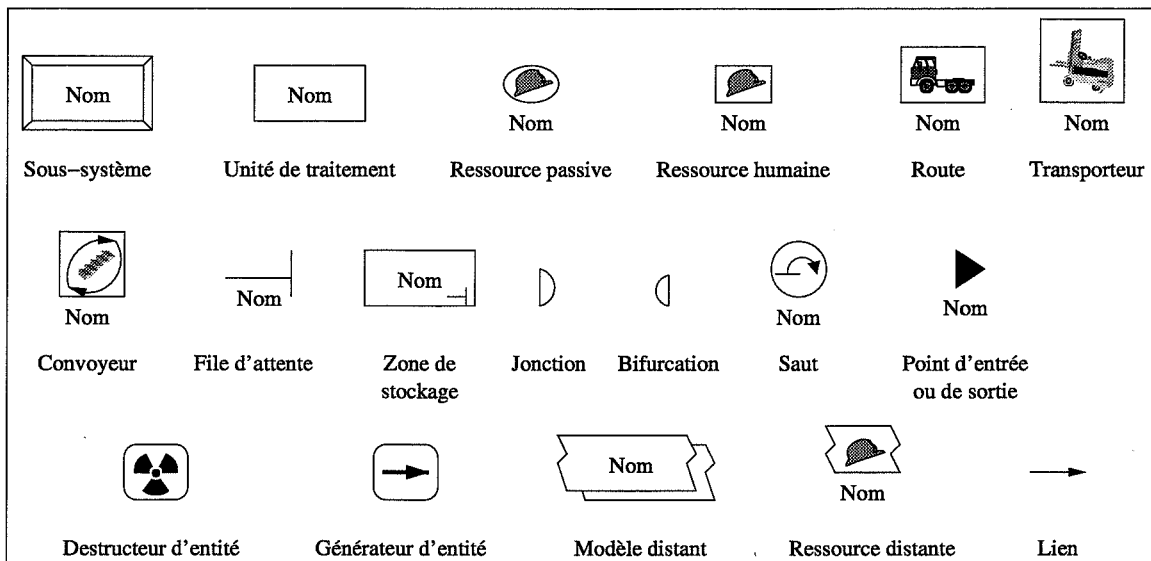 Nom
Nom
Nom
Nom
Nom
Nom
Sous-système
Unité de traitement
Ressource passive
Ressource humaine
Route
Transporteur
Nom
Nom
Nom
Nom
Nom
Convoyeur
File d'attente
Zone de
stockage
Jonction
Bifurcation
Saut
Point d'entrée
ou de sortie
Nom
Nom
Destructeur d'entité
Générateur d'entité
Modèle distant
Ressource distante
Lien